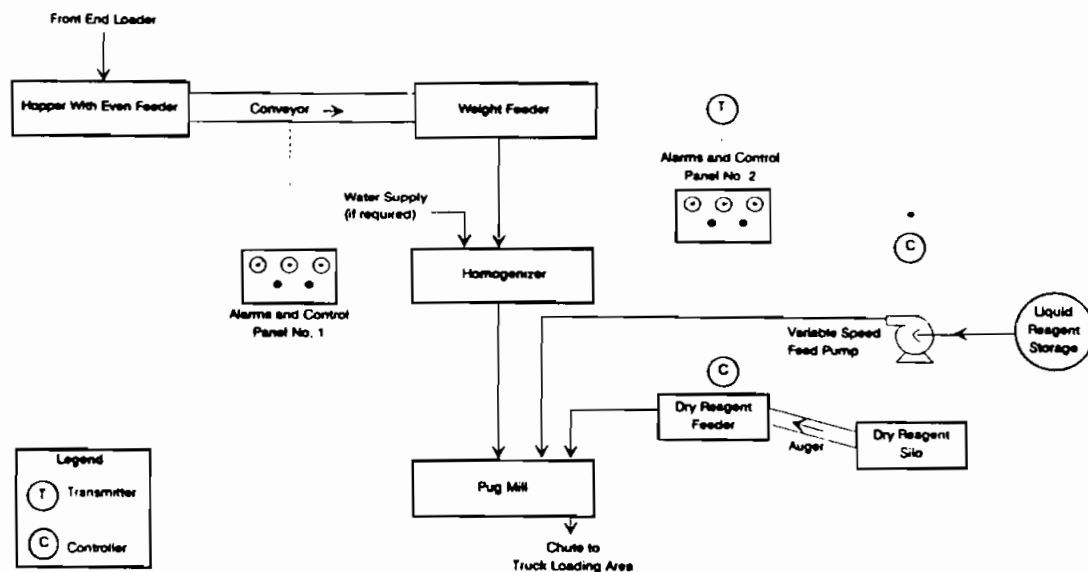 Front End Loader
Hopper With Even Feeder
Conveyor
Weight Feeder
T
Alarms and Control
Panel No. 2
Water Supply
(if required)
C
Homogenizer
Alarms and Control
Panel No. 1
Variable Speed
Feed Pump
Liquid
Reagent
Storage
C
Dry Reagent
Feeder
Auger
Dry Reagent
Silo
Pug Mill
Chute to
Truck Loading Area
Legend
T Transmitter
C Controller